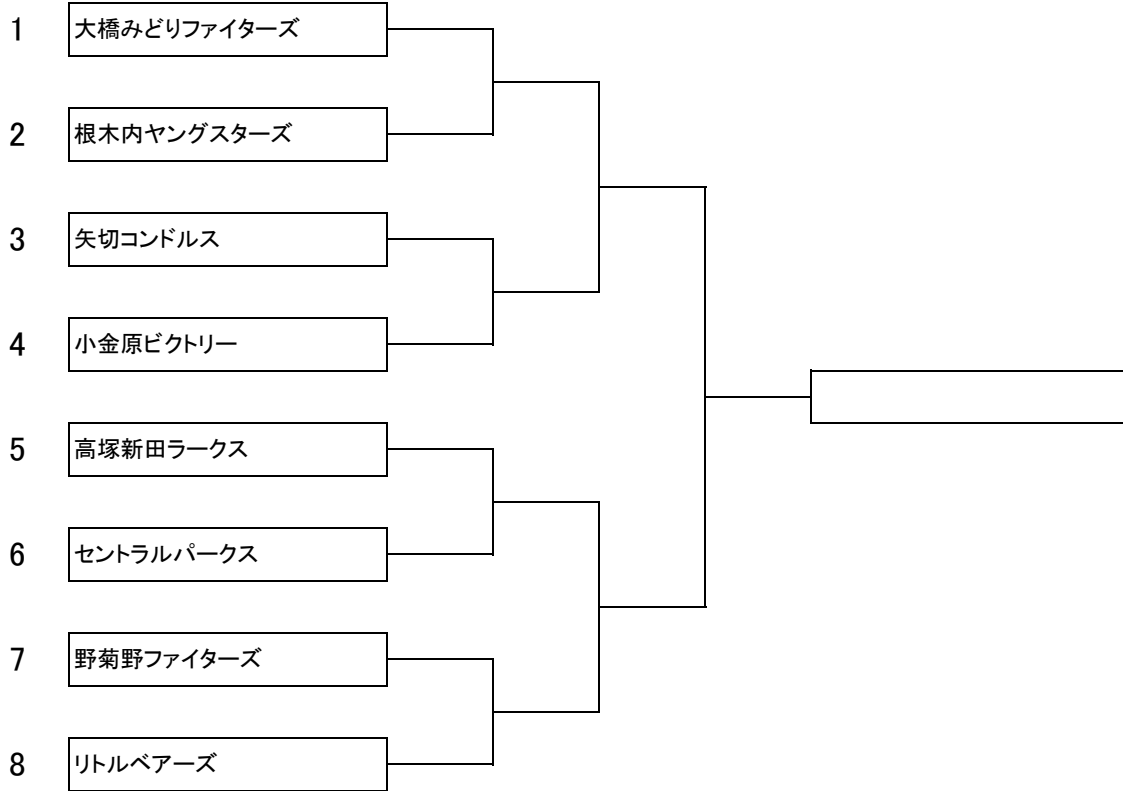 1 大橋みどりファイターズ
2 根木内ヤングスターズ
3 矢切コンドルス
4 小金原ビクトリー
5 高塚新田ラークス
6 セントラルパークス
7 野菊野ファイターズ
8 リトルベアーズ